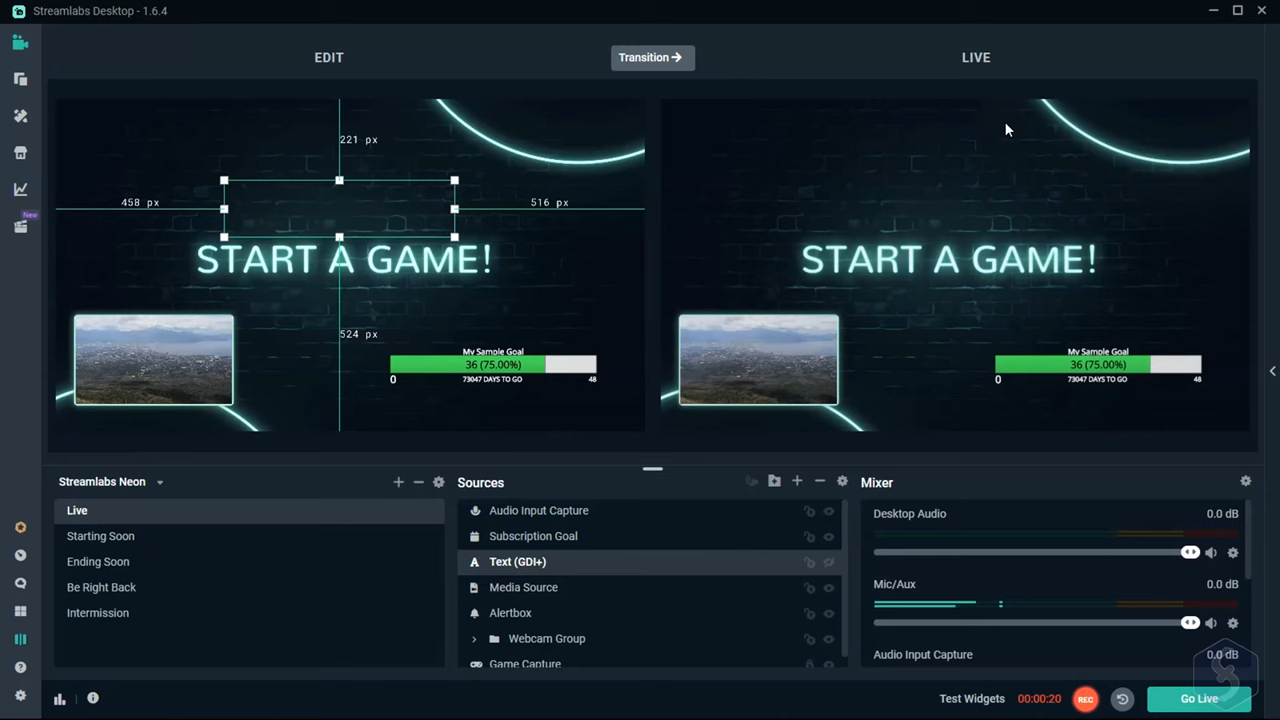 Streamlabs Desktop - 1.6.4
EDIT
Transition
LIVE
221 px
458 px
516 px
START A GAME!
524 px
My Sample Goal
36 (75.00%)
0
48
73047 DAYS TO GO
START A GAME!
My Sample Goal
36 (75.00%)
0
48
73047 DAYS TO GO
New
Streamlabs Neon
Live
Starting Soon
Ending Soon
Be Right Back
Intermission
Sources
Audio Input Capture
Subscription Goal
Text (GDI+)
Media Source
Alertbox
Webcam Group
Game Capture
Mixer
Desktop Audio
0.0 dB
Mic/Aux
0.0 dB
Audio Input Capture
0.0 dB
Test Widgets
00:00:20
REC
Go Live